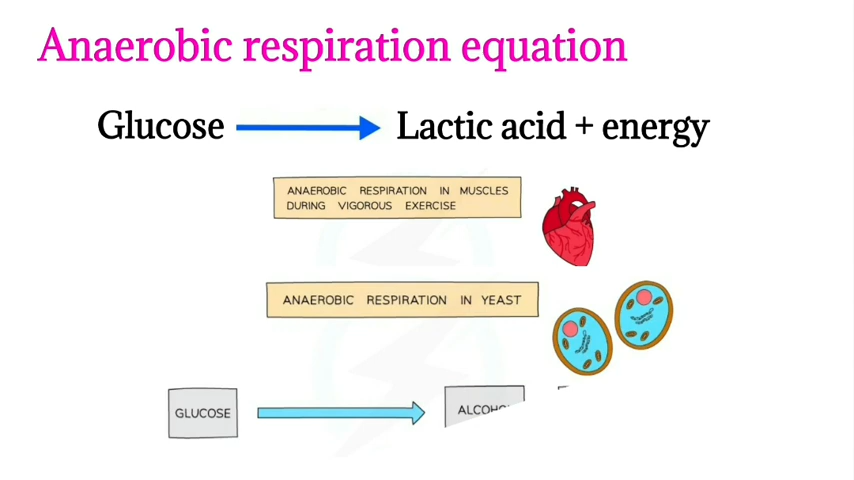 Anaerobic respiration equation
Glucose → Lactic acid + energy
ANAEROBIC RESPIRATION IN MUSCLES
DURING VIGOROUS EXERCISE
ANAEROBIC RESPIRATION IN YEAST
GLUCOSE